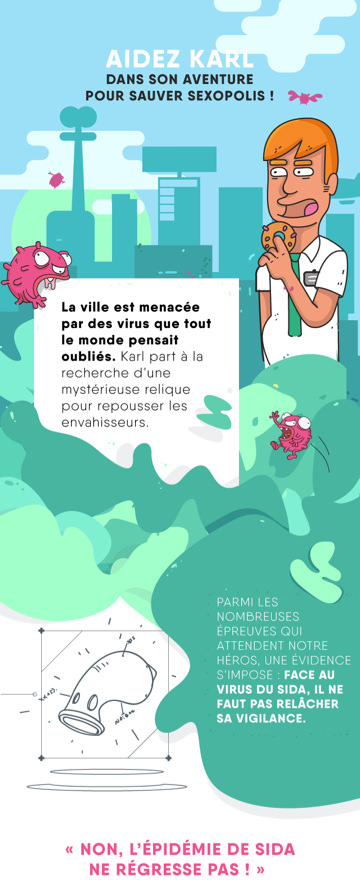 AIDEZ KARL
DANS SON AVENTURE
POUR SAUVER SEXOPOLIS !
La ville est menacée
par des virus que tout
le monde pensait
oubliés. Karl part à la
recherche d'une
mystérieuse relique
pour repousser les
envahisseurs.
PARMI LES
NOMBREUSES
ÉPREUVES QUI
ATTENDENT NOTRE
HÉROS, UNE ÉVIDENCE
S'IMPOSE : FACE AU
VIRUS DU SIDA, IL NE
FAUT PAS RELÂCHER
SA VIGILANCE.
« NON, L'ÉPIDÉMIE DE SIDA
NE RÉGRESSE PAS ! »